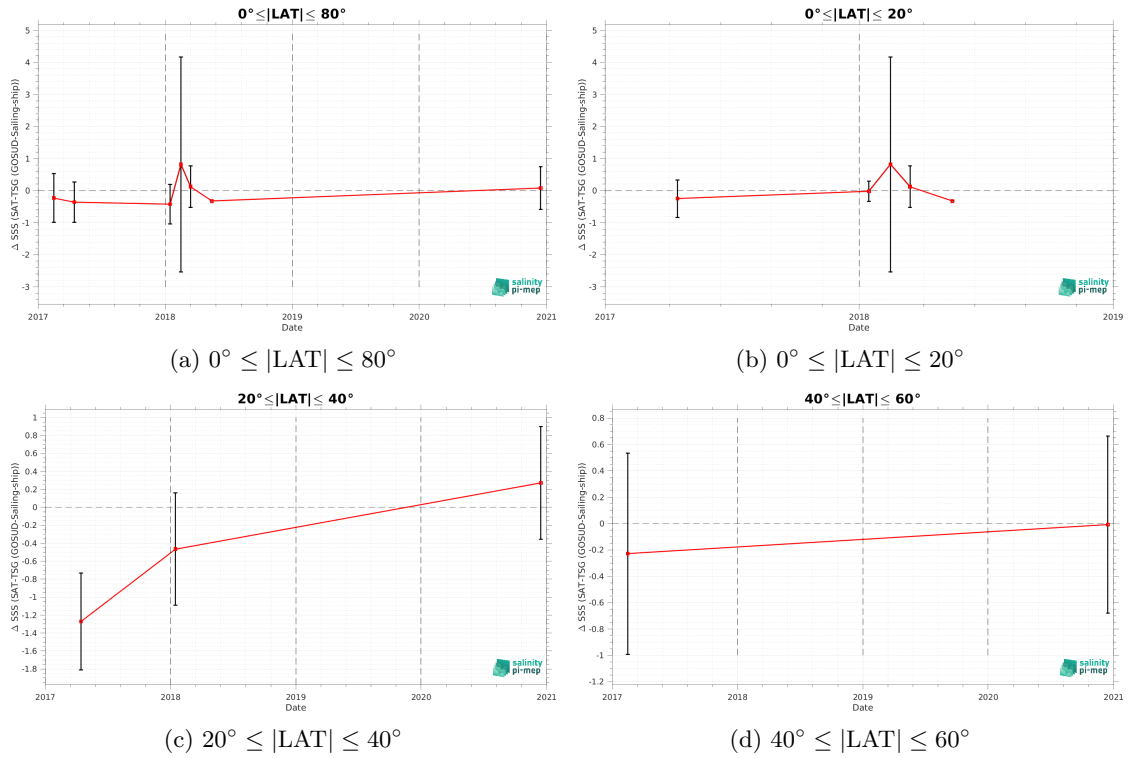 0°≤|LAT|≤ 80°
Δ SSS (SAT-TSG (GOSUD-Sailing-ship))
5
4
3
2
1
0
-1
-2
-3
2017 2018 2019 2020 2021
Date
salinity
pi-mep
(a) 0° ≤ |LAT| ≤ 80°
0°≤|LAT|≤ 20°
Δ SSS (SAT-TSG (GOSUD-Sailing-ship))
5
4
3
2
1
0
-1
-2
-3
2017 2018 2019
Date
salinity
pi-mep
(b) 0° ≤ |LAT| ≤ 20°
20°≤|LAT|≤ 40°
Δ SSS (SAT-TSG (GOSUD-Sailing-ship))
1
0.8
0.6
0.4
0.2
0
-0.2
-0.4
-0.6
-0.8
-1
-1.2
-1.4
-1.6
-1.8
2017 2018 2019 2020 2021
Date
salinity
pi-mep
(c) 20° ≤ |LAT| ≤ 40°
40°≤|LAT|≤ 60°
Δ SSS (SAT-TSG (GOSUD-Sailing-ship))
0.8
0.6
0.4
0.2
0
-0.2
-0.4
-0.6
-0.8
-1
-1.2
2017 2018 2019 2020 2021
Date
salinity
pi-mep
(d) 40° ≤ |LAT| ≤ 60°